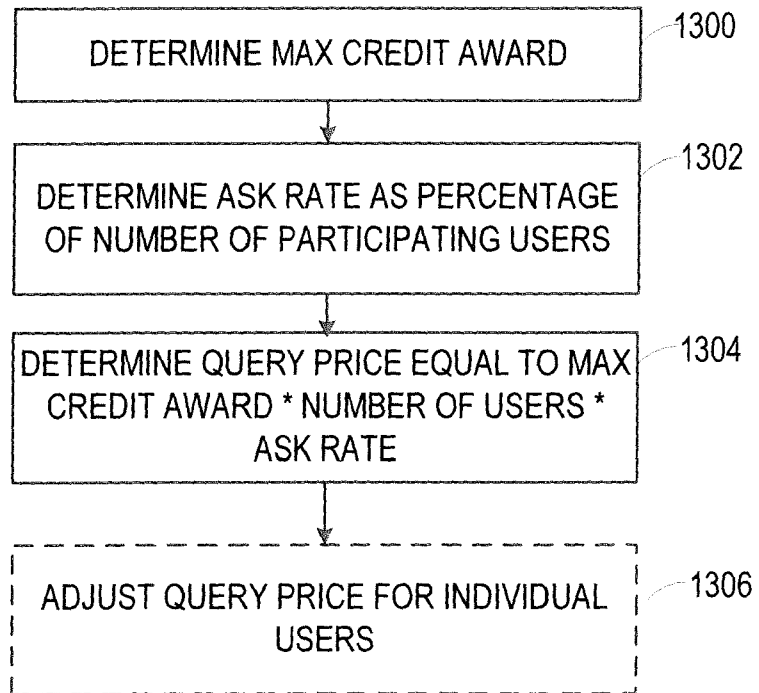 DETERMINE MAX CREDIT AWARD
1300
DETERMINE ASK RATE AS PERCENTAGE
OF NUMBER OF PARTICIPATING USERS
1302
DETERMINE QUERY PRICE EQUAL TO MAX
CREDIT AWARD * NUMBER OF USERS *
ASK RATE
1304
ADJUST QUERY PRICE FOR INDIVIDUAL
USERS
1306